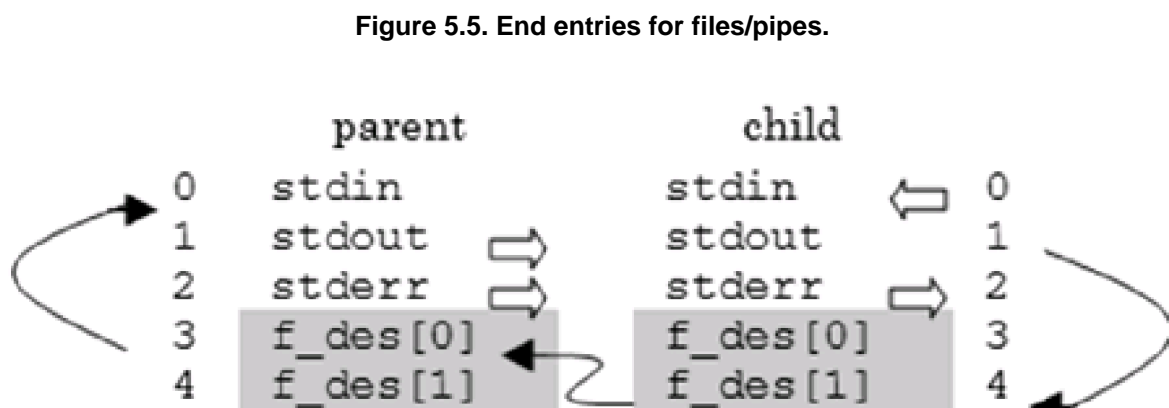 Figure 5.5. End entries for files/pipes.
parent child
0 stdin stdin 0
1 stdout stdout 1
2 stderr stderr 2
3 f_des[0] f_des[0] 3
4 f_des[1] f_des[1] 4